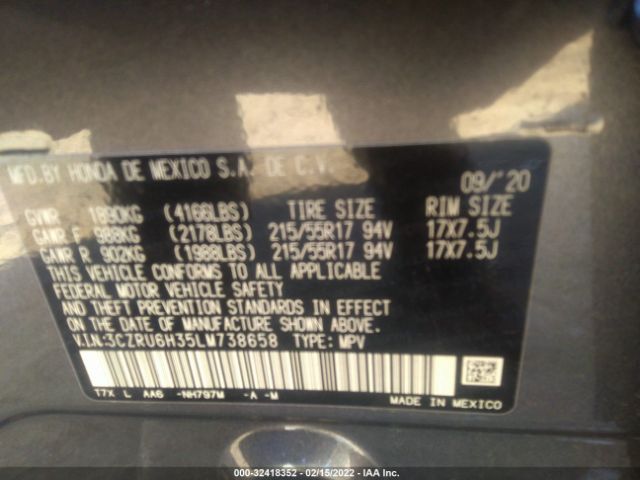 MFD.BY HONDA DE MEXICO S.A. DE C.V.
09/'20
GVWR 1890KG (4166LBS) TIRE SIZE RIM SIZE
GAWR F 988KG (2178LBS) 215/55R17 94V 17X7.5J
GAWR R 902KG (1988LBS) 215/55R17 94V 17X7.5J
THIS VEHICLE CONFORMS TO ALL APPLICABLE
FEDERAL MOTOR VEHICLE SAFETY
AND THEFT PREVENTION STANDARDS IN EFFECT
ON THE DATE OF MANUFACTURE SHOWN ABOVE.
V.I.N:3CZRU6H35LM738658 TYPE: MPV
T7X L AA6 -NH797M -A -M
MADE IN MEXICO
000-32418352 - 02/15/2022 - IAA Inc.